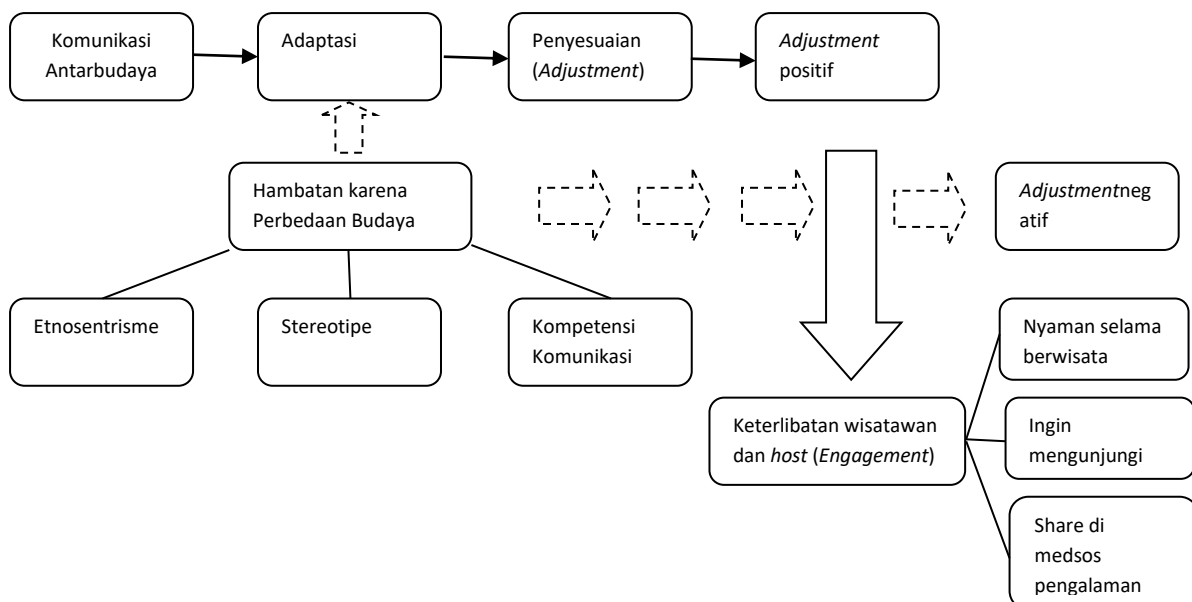 Komunikasi
Antarbudaya
Adaptasi
Penyesuaian
(Adjustment)
Adjustment
positif
Hambatan karena
Perbedaan Budaya
Adjustmentneg
atif
Etnosentrisme
Stereotipe
Kompetensi
Komunikasi
Nyaman selama
berwisata
Keterlibatan wisatawan
dan host (Engagement)
Ingin
mengunjungi
Share di
medsos
pengalaman